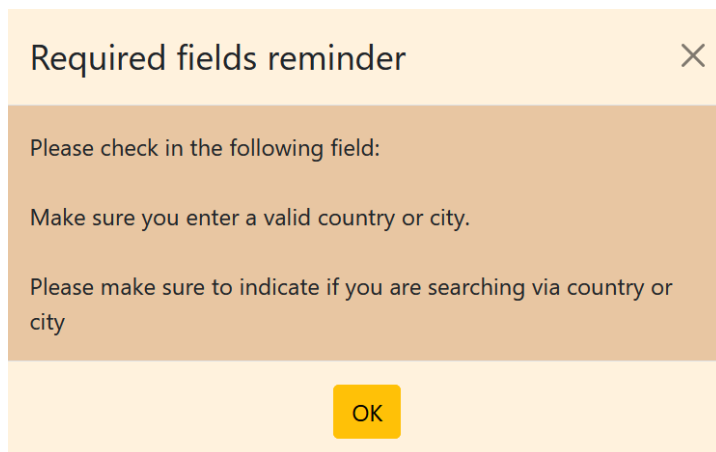 Required fields reminder
Please check in the following field:
Make sure you enter a valid country or city.
Please make sure to indicate if you are searching via country or
city
OK